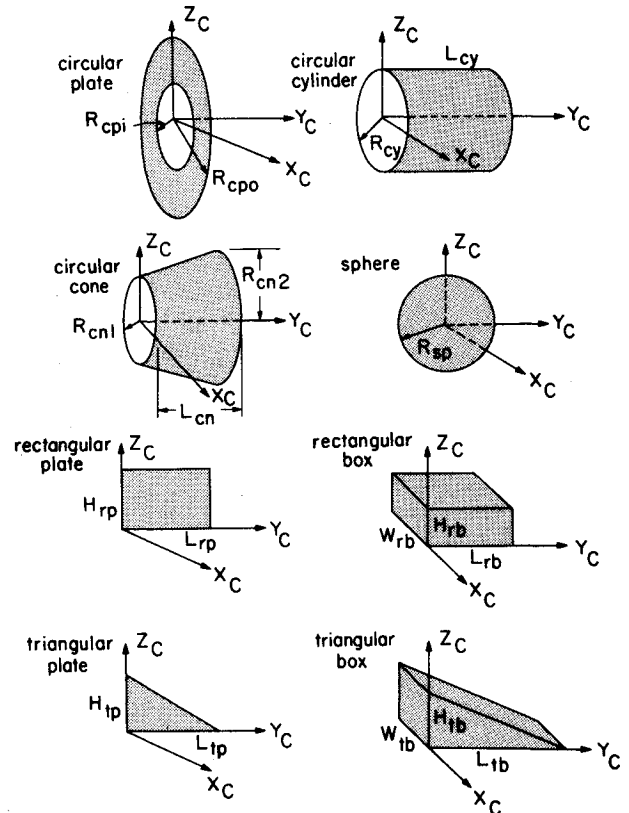 circular
plate
Z_C
R_cpi
Y_C
X_C
R_cpo
circular
cylinder
Z_C
L_cy
Y_C
R_cy
X_C
circular
cone
Z_C
R_cn2
R_cn1
Y_C
X_C
L_cn
sphere
Z_C
Y_C
R_sp
X_C
rectangular
plate
Z_C
H_rp
L_rp
Y_C
X_C
rectangular
box
Z_C
H_rb
W_rb
L_rb
Y_C
X_C
triangular
plate
Z_C
H_tp
L_tp
Y_C
X_C
triangular
box
Z_C
H_tb
W_tb
L_tb
Y_C
X_C